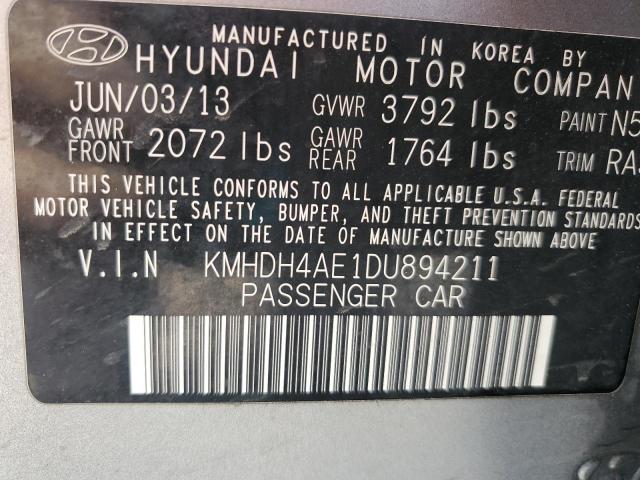 MANUFACTURED IN KOREA BY
HYUNDAI MOTOR COMPAN
JUN/03/13 GVWR 3792 lbs PAINT N5
GAWR FRONT 2072 lbs GAWR REAR 1764 lbs TRIM RA
THIS VEHICLE CONFORMS TO ALL APPLICABLE U.S.A. FEDERAL
MOTOR VEHICLE SAFETY, BUMPER, AND THEFT PREVENTION STANDARDS
IN EFFECT ON THE DATE OF MANUFACTURE SHOWN ABOVE
V.I.N KMHDH4AE1DU894211
PASSENGER CAR